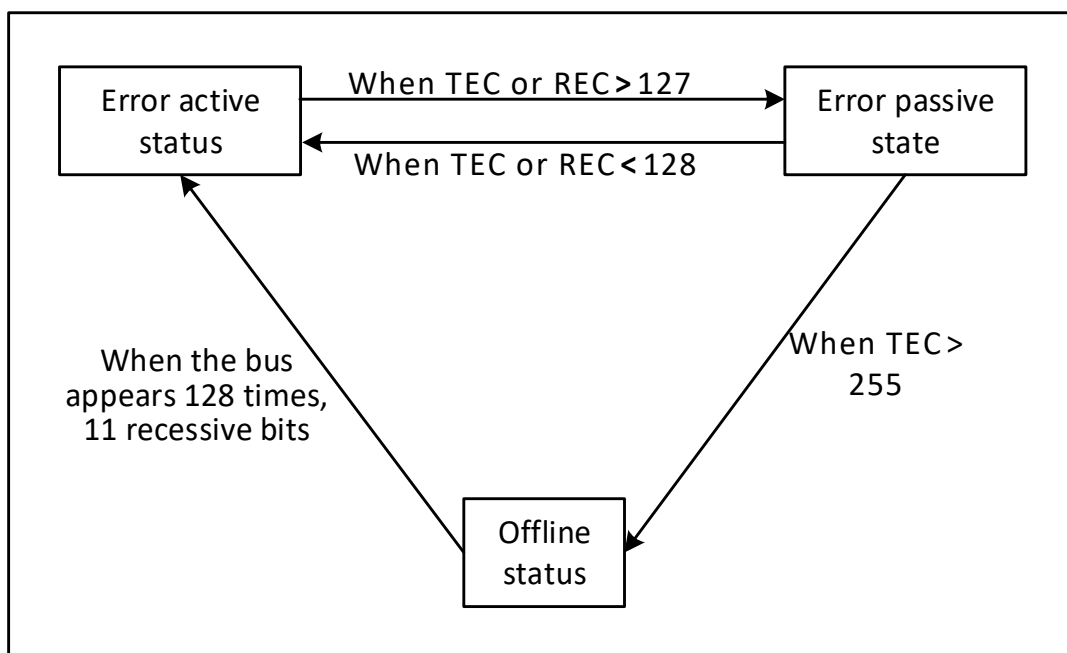 Error active
status
When TEC or REC>127
When TEC or REC<128
Error passive
state
When the bus
appears 128 times,
11 recessive bits
When TEC>
255
Offline
status